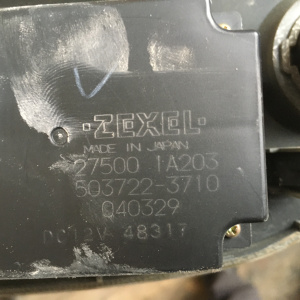 ·ZEXEL·
MADE IN JAPAN
27500 1A203
503722-3710
040329
DC12V 48317